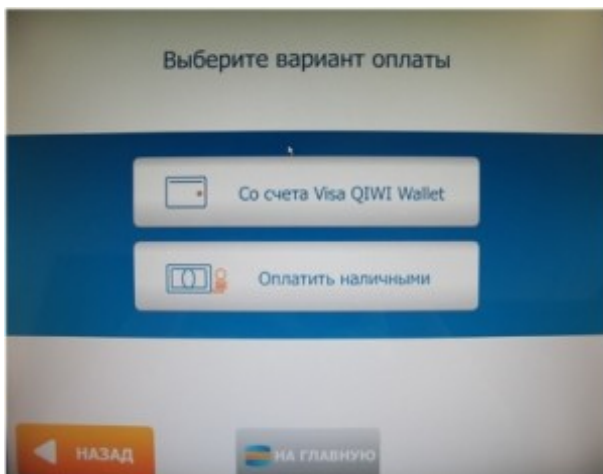 Выберите вариант оплаты
Со счета Visa QIWI Wallet
Оплатить наличными
НАЗАД
НА ГЛАВНУЮ